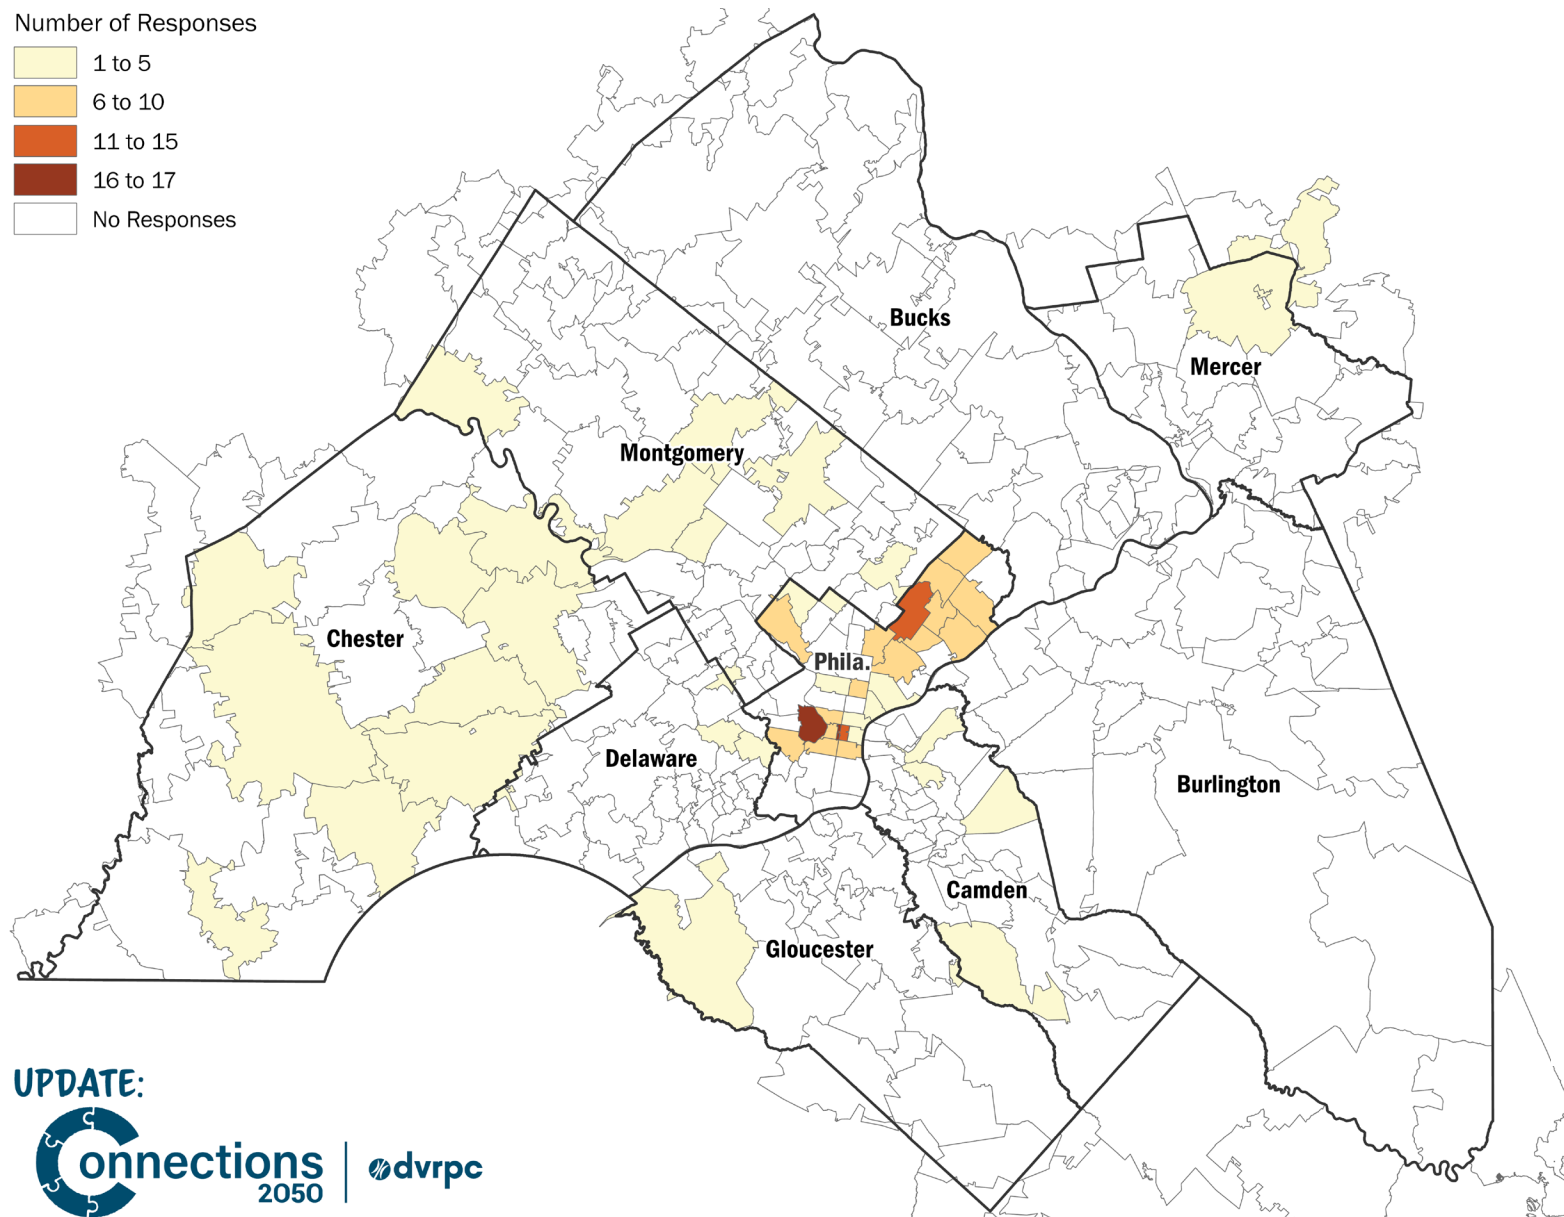 Number of Responses
1 to 5
6 to 10
11 to 15
16 to 17
No Responses
Bucks
Mercer
Montgomery
Chester
Phila.
Delaware
Burlington
Camden
Gloucester
UPDATE:
Connections
2050
dvrpc